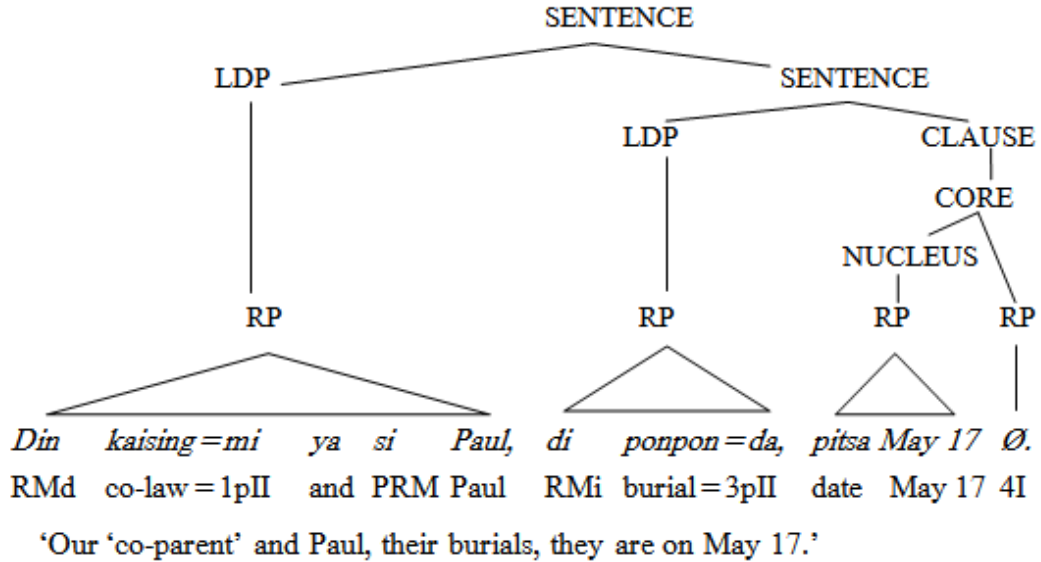 SENTENCE
LDP SENTENCE
LDP CLAUSE
CORE
NUCLEUS
RP RP RP RP
Din kaising=mi ya si Paul, di ponpon=da, pitsa May 17 Ø.
RMd co-law=1pII and PRM Paul RMi burial=3pII date May 17 4I
‘Our ‘co-parent’ and Paul, their burials, they are on May 17.’